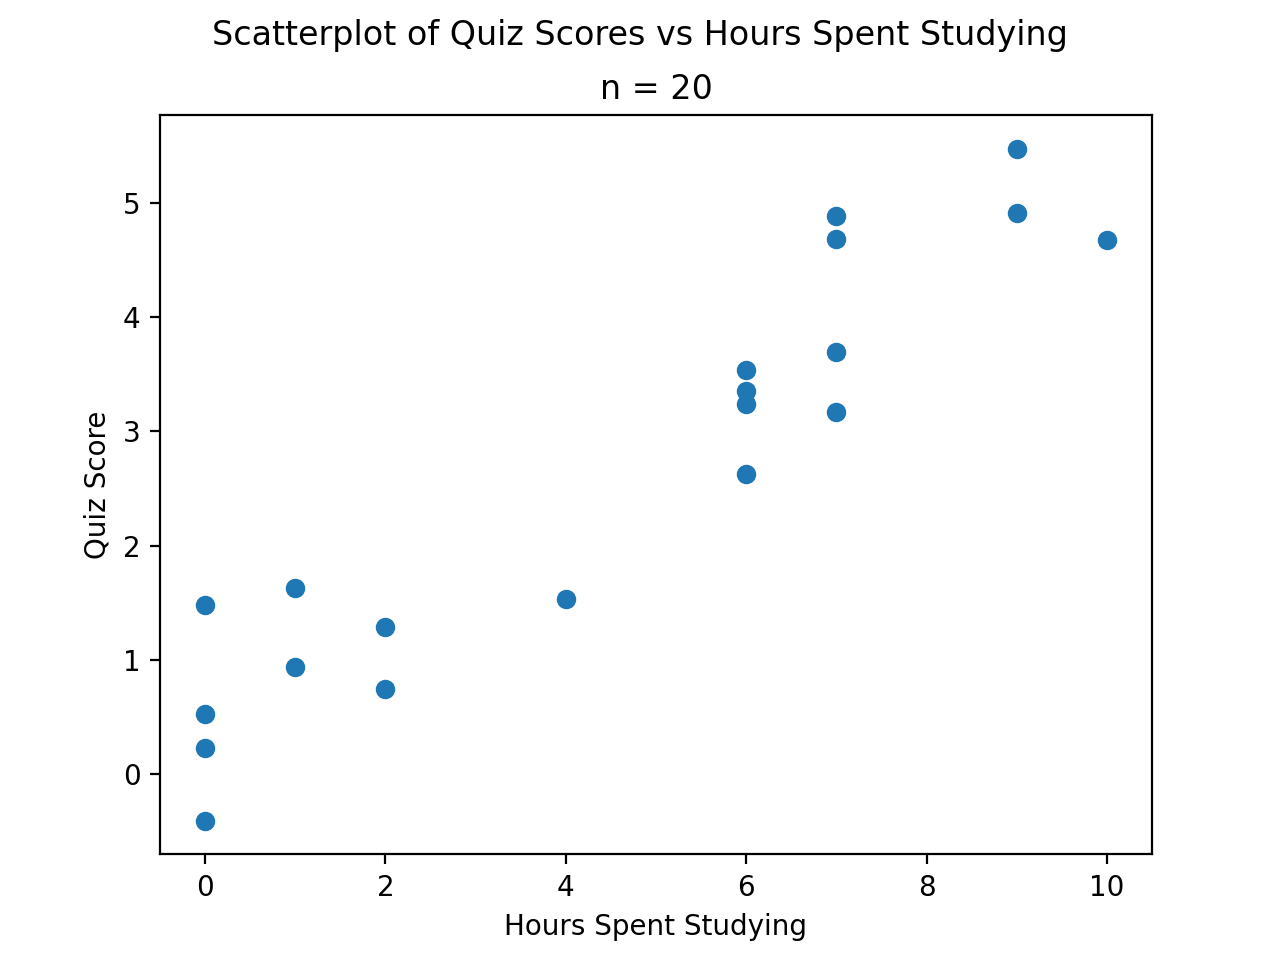 Scatterplot of Quiz Scores vs Hours Spent Studying
n = 20
5
4
3
2
1
0
Quiz Score
0 2 4 6 8 10
Hours Spent Studying